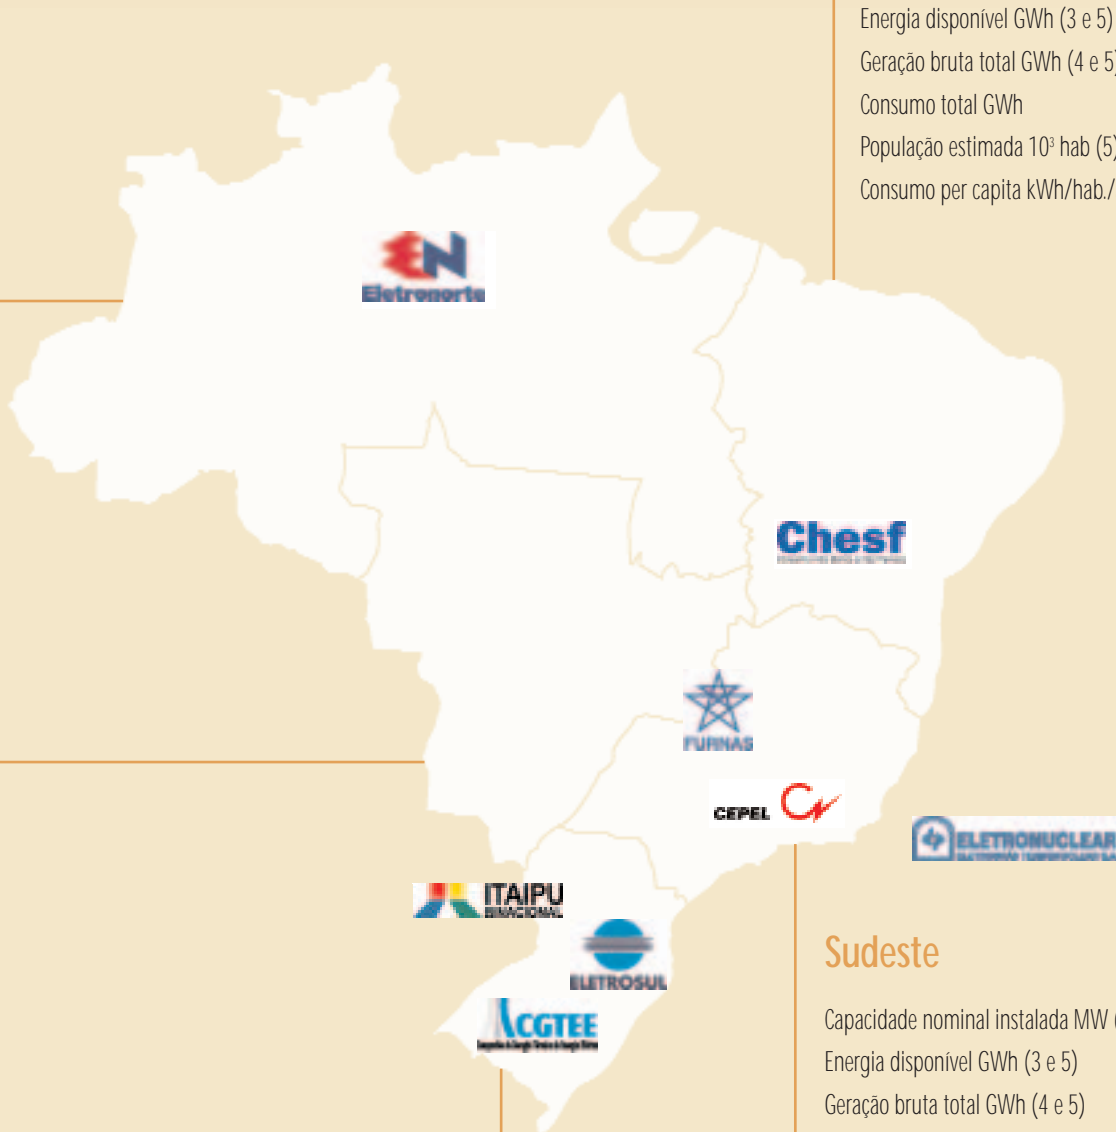 Energia disponível GWh (3 e 5)
Geração bruta total GWh (4 e 5)
Consumo total GWh
População estimada 10³ hab (5)
Consumo per capita kWh/hab./
Eletronorte
Chesf
FURNAS
CEPEL
ELETRONUCLEAR
ITAIPU
BINACIONAL
ELETROSUL
CGTEE
Sudeste
Capacidade nominal instalada MW (
Energia disponível GWh (3 e 5)
Geração bruta total GWh (4 e 5)